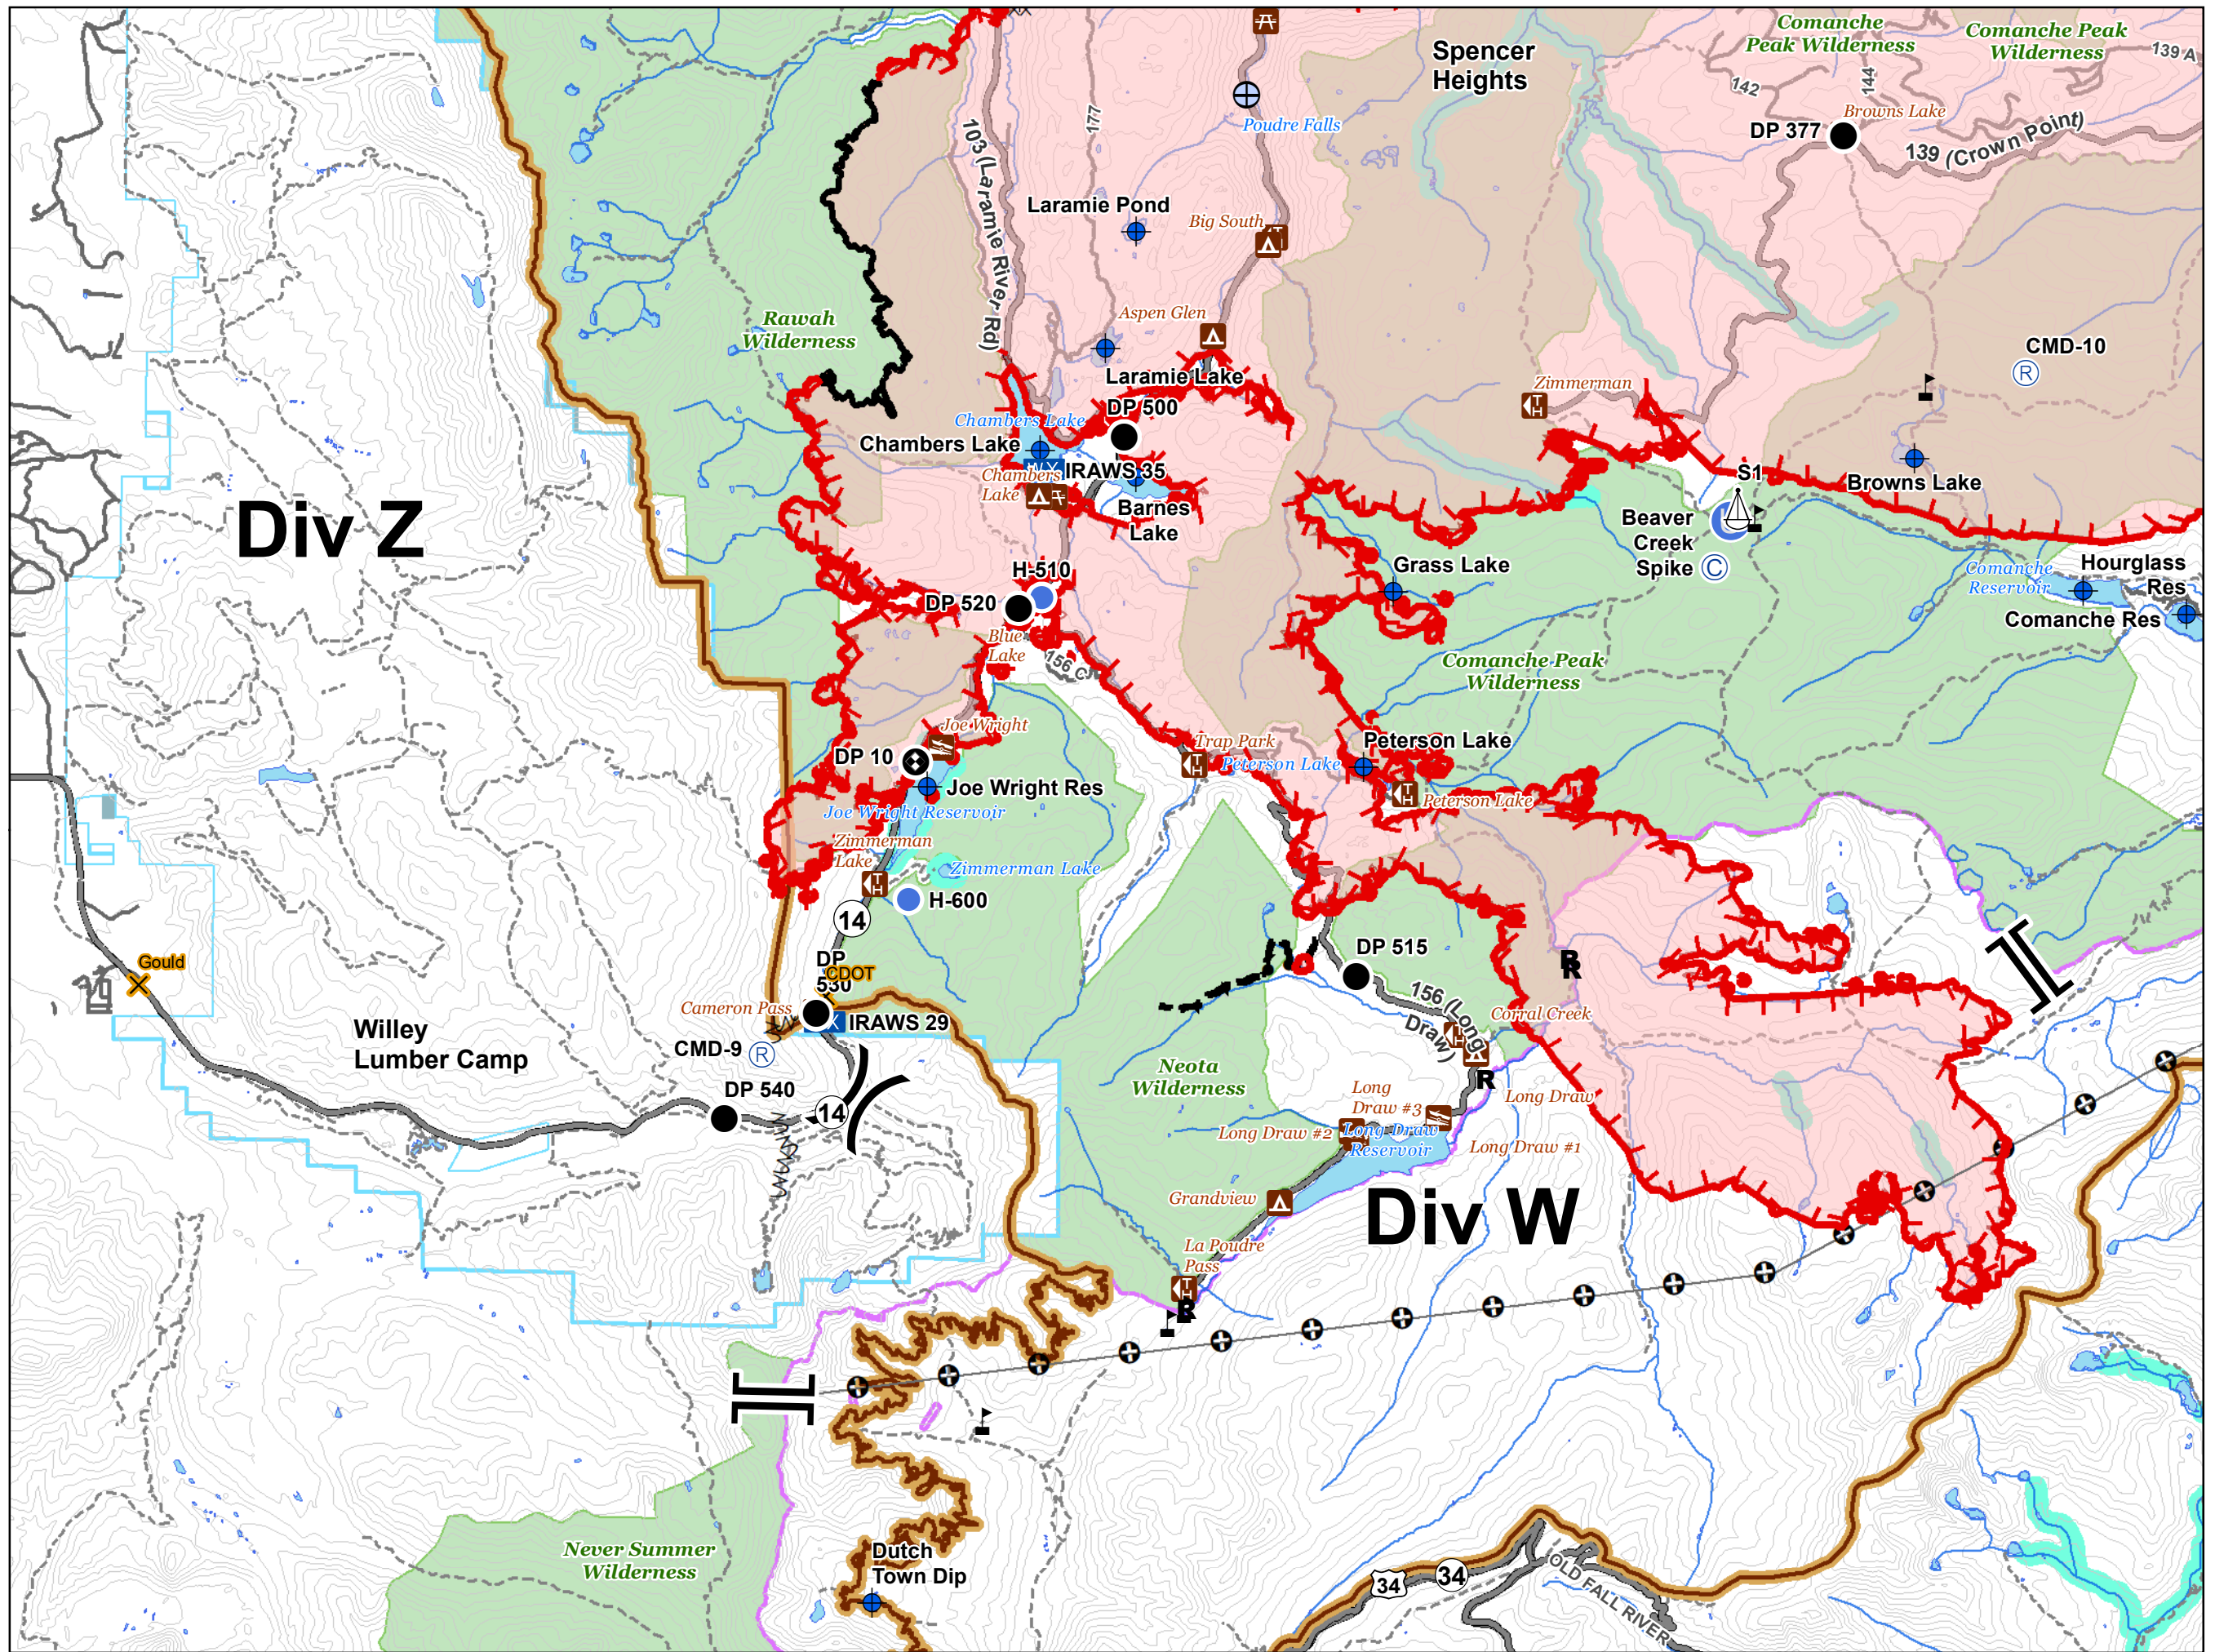 Comanche
Peak Wilderness
Comanche Peak
Wilderness
139 A
Spencer
Heights
142
144
Browns Lake
DP 377
139 (Crown Point)
Poudre Falls
177
103 (Laramie River Rd)
Laramie Pond
Big South
Rawah
Wilderness
Aspen Glen
Laramie Lake
DP 500
Chambers Lake
Chambers Lake
IRAWS 35
Chambers
Lake
Barnes
Lake
Zimmerman
CMD-10
R
Browns Lake
S1
Beaver
Creek
Spike
C
Comanche
Reservoir
Hourglass
Res
Comanche Res
Div Z
H-510
DP 520
Blue
Lake
156 C
Grass Lake
Comanche Peak
Wilderness
Joe Wright
DP 10
Joe Wright Res
Joe Wright Reservoir
Trap Park
Peterson Lake
Peterson Lake
Peterson Lake
Zimmerman
Lake
Zimmerman Lake
H-600
14
Gould
DP
530
CDOT
Cameron Pass
IRAWS 29
CMD-9
R
Willey
Lumber Camp
DP 540
14
DP 515
156 (Long
Draw)
Corral Creek
R
R
R
Neota
Wilderness
Long
Draw #3
Long Draw
Long Draw #2
Long Draw
Reservoir
Long Draw #1
Grandview
Div W
La Poudre
Pass
R
Never Summer
Wilderness
Dutch
Town Dip
34
34
OLD FALL RIVER